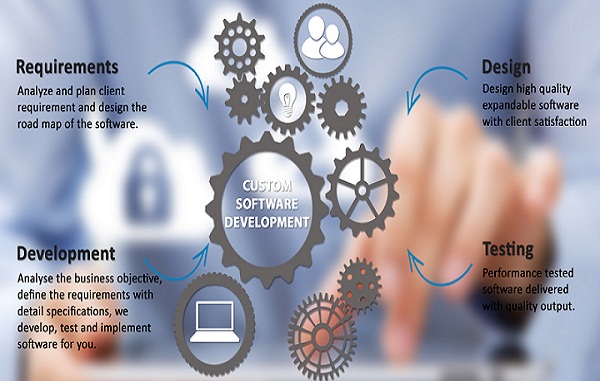 Requirements
Analyze and plan client
requirement and design the
road map of the software.
Design
Design high quality
expandable software
with client satisfaction
CUSTOM
SOFTWARE
DEVELOPMENT
Development
Analyse the business objective,
define the requirements with
detail specifications, we
develop, test and implement
software for you.
Testing
Performance tested
software delivered
with quality output.